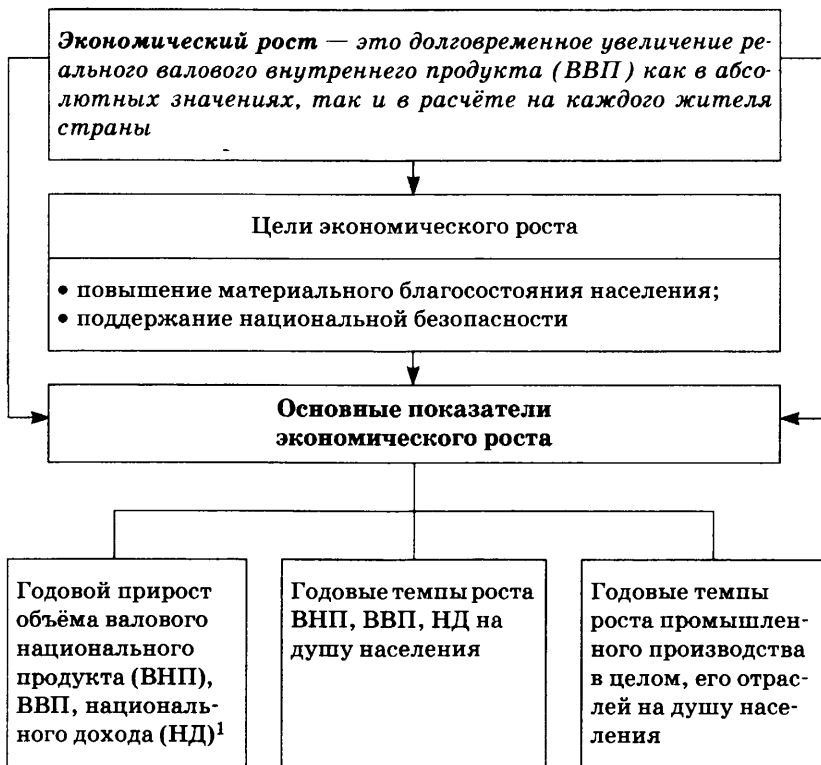 Экономический рост — это долговременное увеличение ре-
ального валового внутреннего продукта (ВВП) как в абсо-
лютных значениях, так и в расчёте на каждого жителя
страны
Цели экономического роста
• повышение материального благосостояния населения;
• поддержание национальной безопасности
Основные показатели
экономического роста
Годовой прирост
объёма валового
национального
продукта (ВНП),
ВВП, националь-
ного дохода (НД)¹
Годовые темпы роста
ВНП, ВВП, НД на
душу населения
Годовые темпы
роста промышлен-
ного производства
в целом, его отрас-
лей на душу насе-
ления